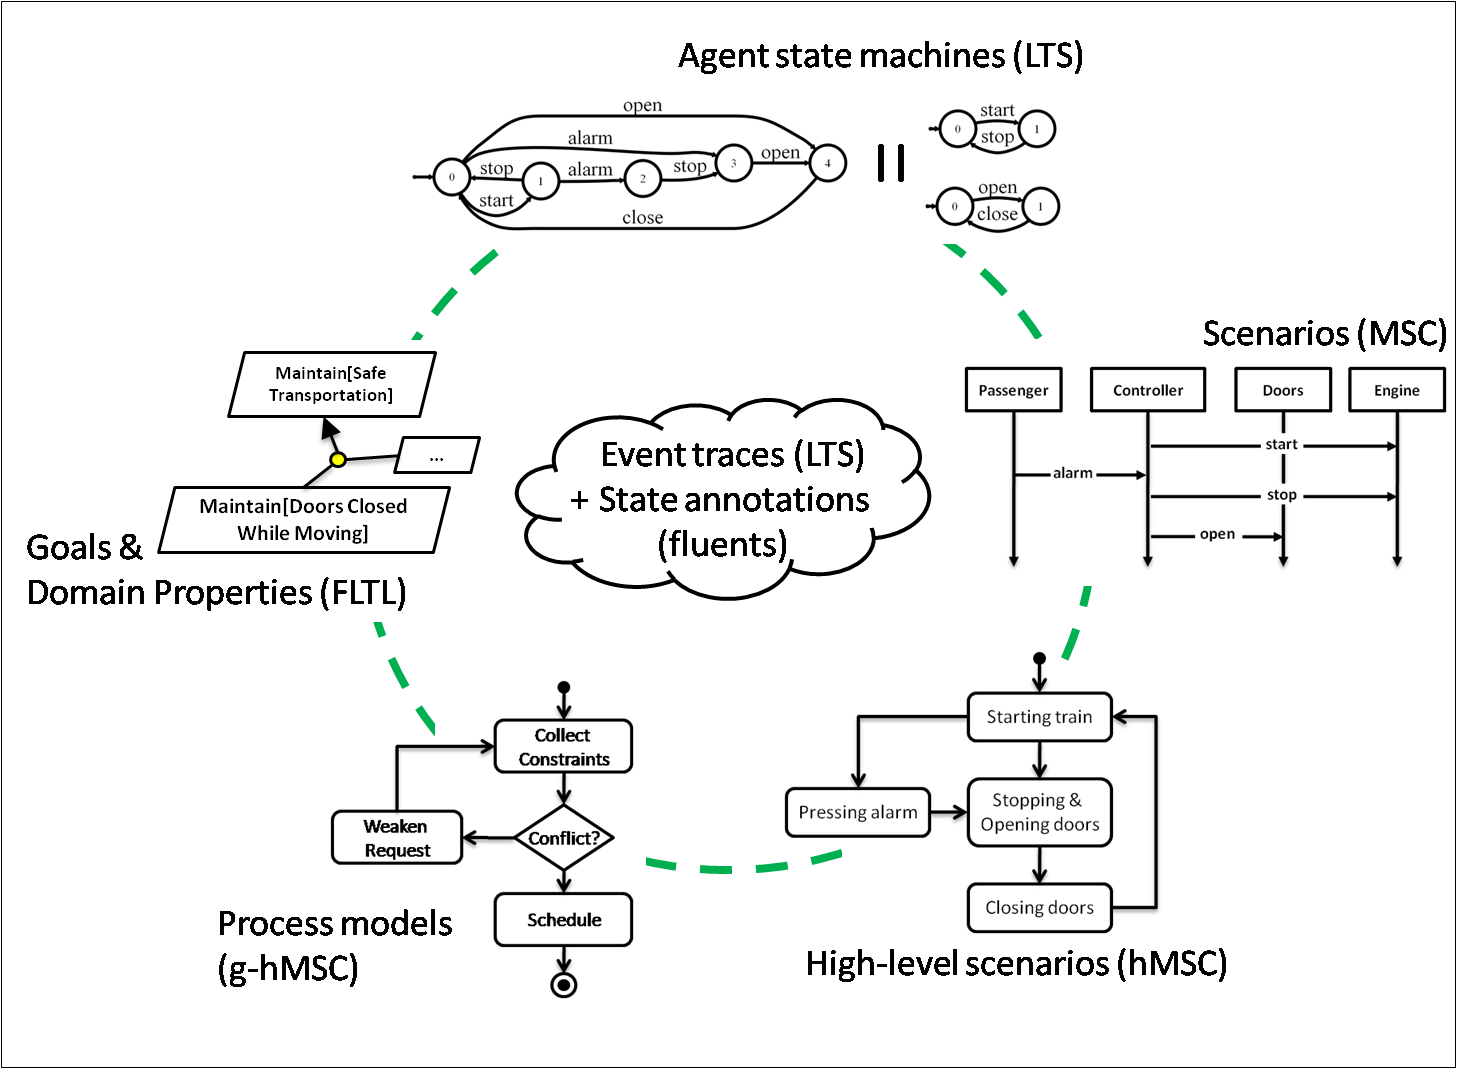 Agent state machines (LTS)
open
alarm
stop
alarm
stop
open
start
close
0
1
2
3
4
start
stop
0
1
open
close
0
1
Scenarios (MSC)
Passenger
Controller
Doors
Engine
start
alarm
stop
open
Maintain[Safe
Transportation]
...
Maintain[Doors Closed
While Moving]
Goals &
Domain Properties (FLTL)
Event traces (LTS)
+ State annotations
(fluents)
Collect
Constraints
Weaken
Request
Conflict?
Schedule
Process models
(g-hMSC)
Starting train
Pressing alarm
Stopping &
Opening doors
Closing doors
High-level scenarios (hMSC)